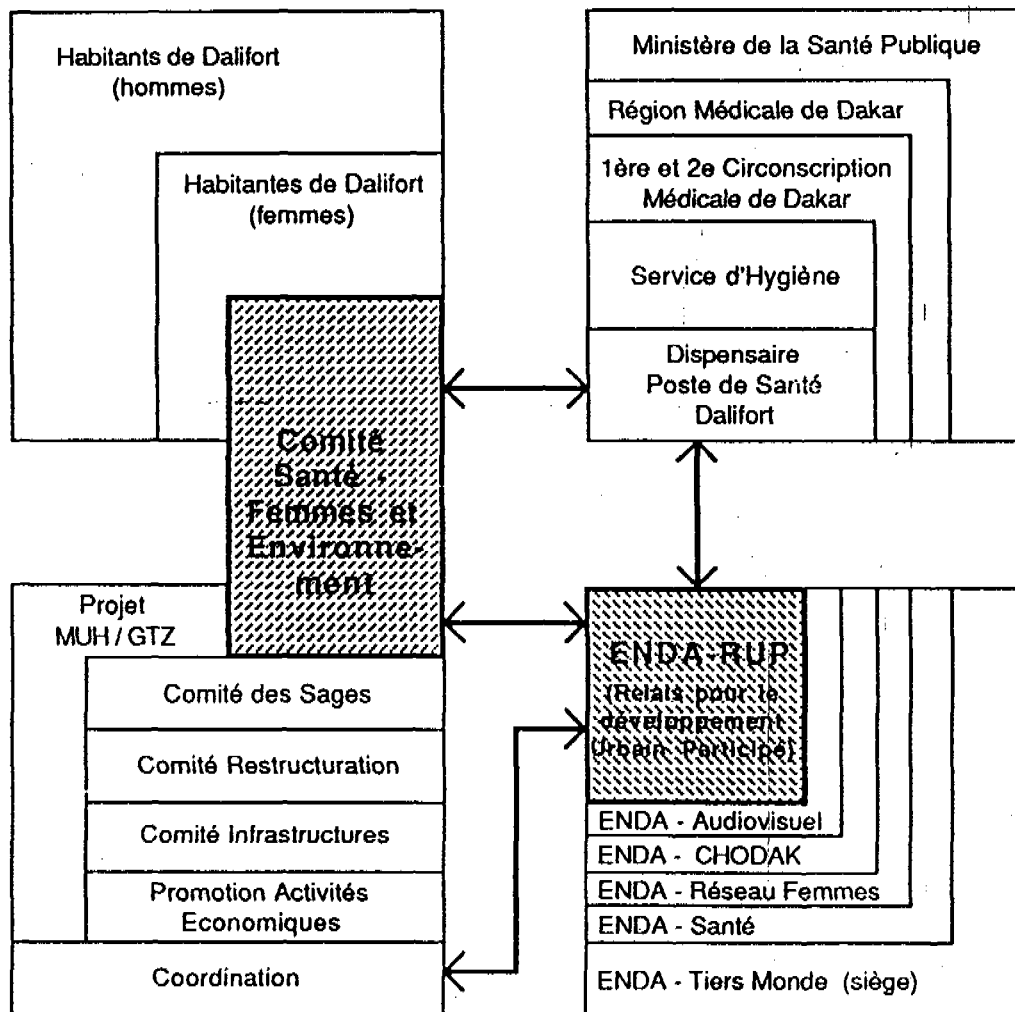 Habitants de Dalifort
(hommes)
Habitantes de Dalifort
(femmes)
Comité
Santé -
Femmes et
Environne-
ment
Projet
MUH / GTZ
Comité des Sages
Comité Restructuration
Comité Infrastructures
Promotion Activités
Economiques
Coordination
Ministère de la Santé Publique
Région Médicale de Dakar
1ère et 2e Circonscription
Médicale de Dakar
Service d'Hygiène
Dispensaire
Poste de Santé
Dalifort
ENDA-RUP
(Relais pour le
développement
Urbain Participé)
ENDA - Audiovisuel
ENDA - CHODAK
ENDA - Réseau Femmes
ENDA - Santé
ENDA - Tiers Monde (siège)